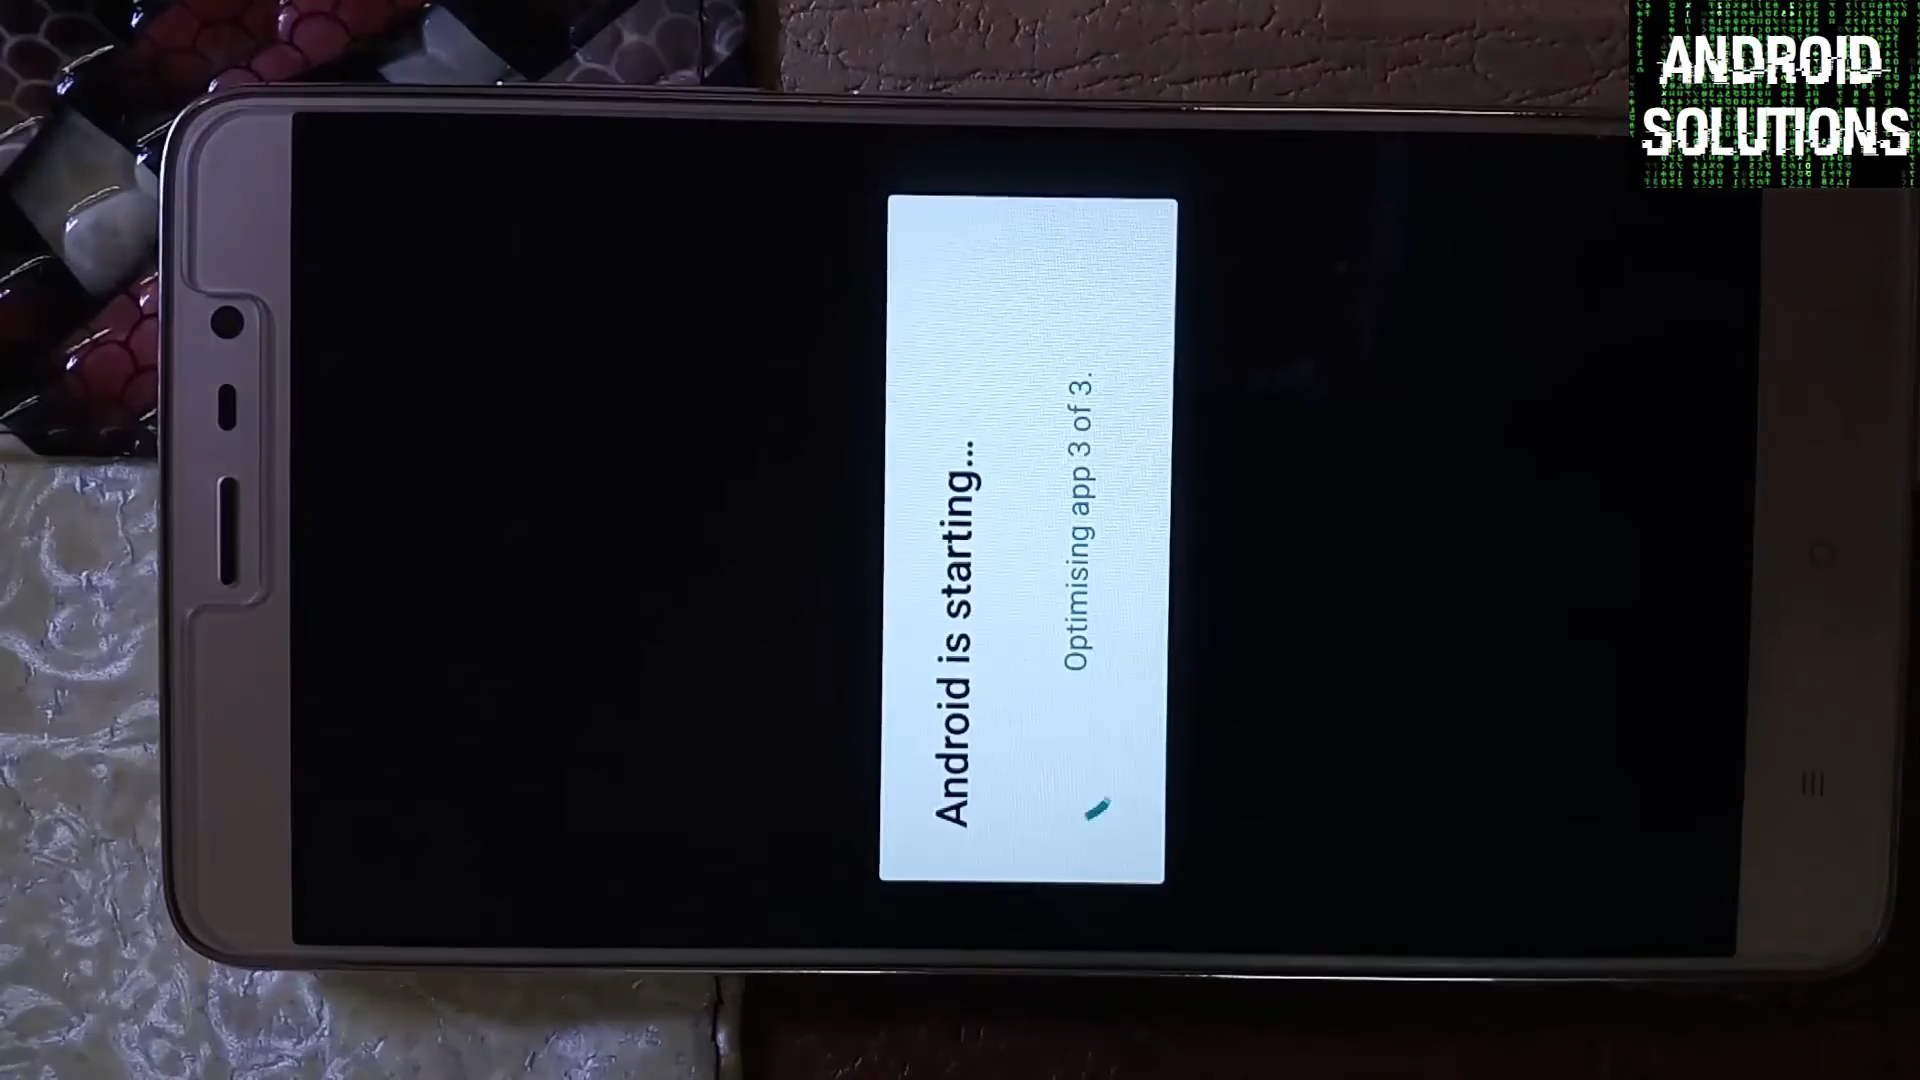 ANDROID
SOLUTIONS
Android is starting...
Optimising app 3 of 3.